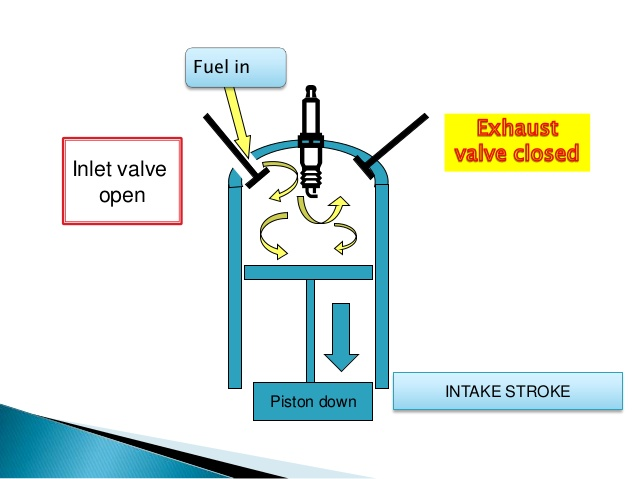 Fuel in
Exhaust
valve closed
Inlet valve
open
Piston down
INTAKE STROKE